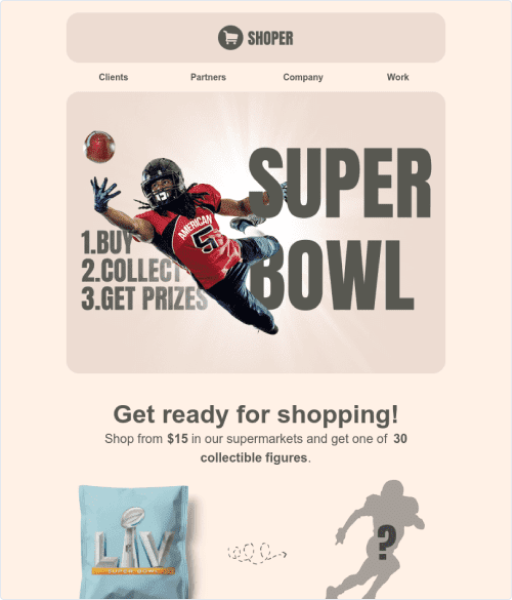 SHOPER
Clients Partners Company Work
SUPER
BOWL
AMERICAN
5
1.BUY
2.COLLECT
3.GET PRIZES
Get ready for shopping!
Shop from $15 in our supermarkets and get one of 30
collectible figures.
LIV
?